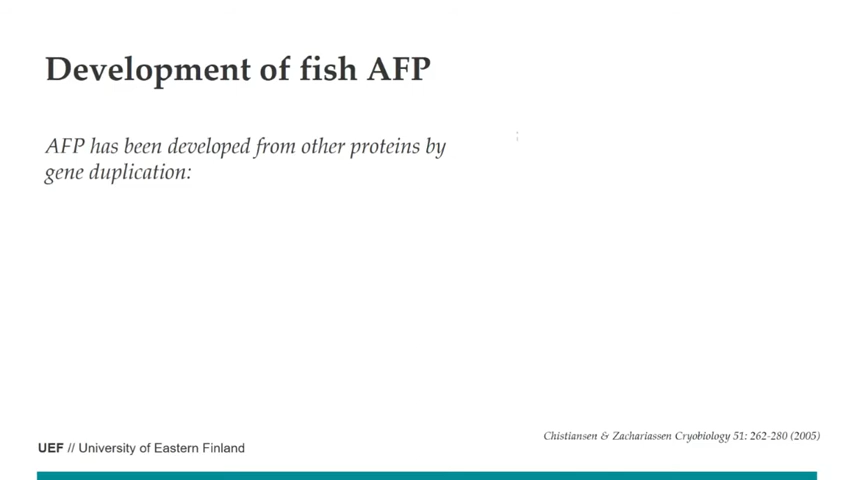 Development of fish AFP
AFP has been developed from other proteins by
gene duplication:
Chistiansen & Zachariassen Cryobiology 51: 262-280 (2005)
UEF // University of Eastern Finland